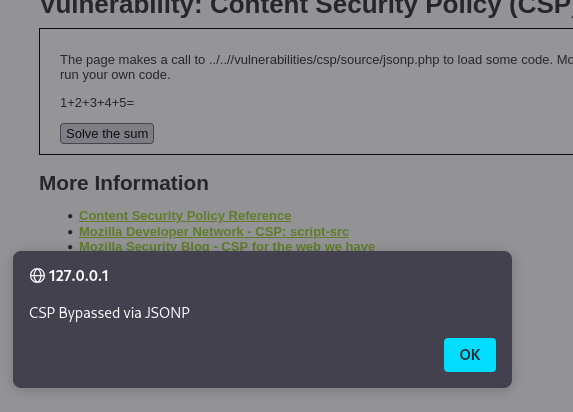 Vulnerability: Content Security Policy (CSP)
The page makes a call to ../..//vulnerabilities/csp/source/jsonp.php to load some code. Mo
run your own code.
1+2+3+4+5=
Solve the sum
More Information
Content Security Policy Reference
Mozilla Developer Network - CSP: script-src
Mozilla Security Blog - CSP for the web we have
127.0.0.1
CSP Bypassed via JSONP
OK